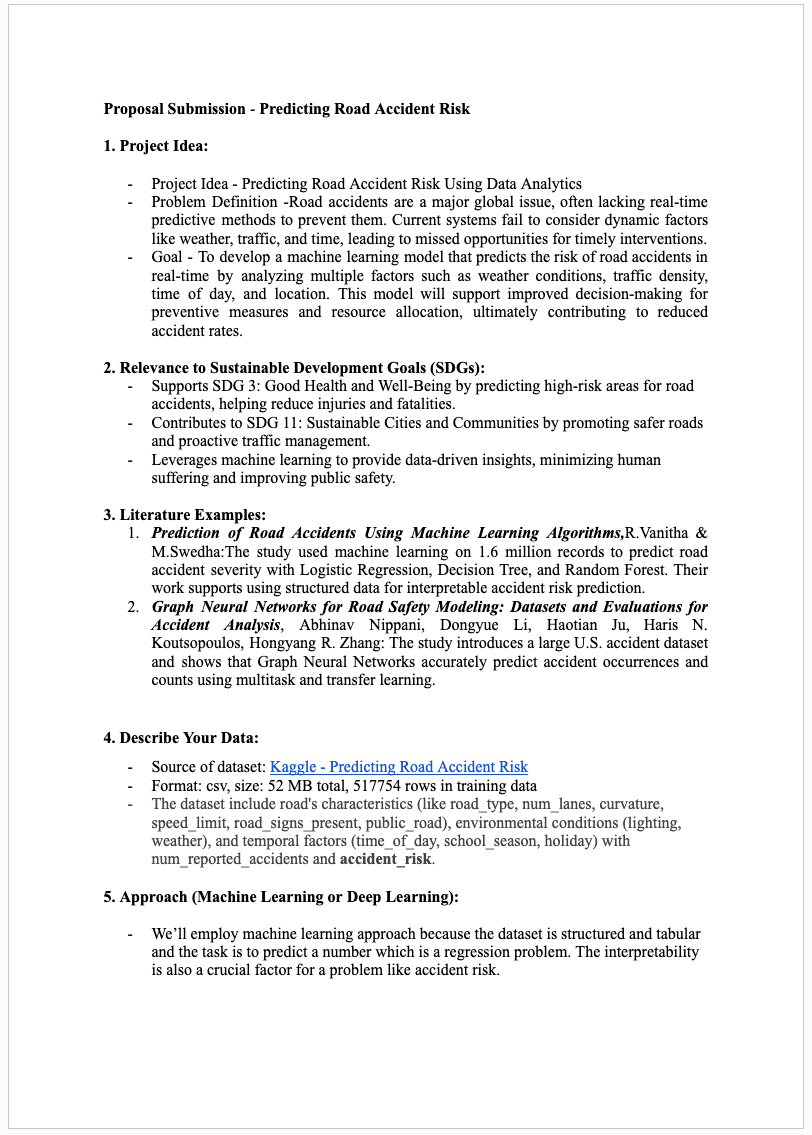 Proposal Submission - Predicting Road Accident Risk
1. Project Idea:
- Project Idea - Predicting Road Accident Risk Using Data Analytics
- Problem Definition -Road accidents are a major global issue, often lacking real-time
predictive methods to prevent them. Current systems fail to consider dynamic factors
like weather, traffic, and time, leading to missed opportunities for timely interventions.
- Goal - To develop a machine learning model that predicts the risk of road accidents in
real-time by analyzing multiple factors such as weather conditions, traffic density,
time of day, and location. This model will support improved decision-making for
preventive measures and resource allocation, ultimately contributing to reduced
accident rates.
2. Relevance to Sustainable Development Goals (SDGs):
- Supports SDG 3: Good Health and Well-Being by predicting high-risk areas for road
accidents, helping reduce injuries and fatalities.
- Contributes to SDG 11: Sustainable Cities and Communities by promoting safer roads
and proactive traffic management.
- Leverages machine learning to provide data-driven insights, minimizing human
suffering and improving public safety.
3. Literature Examples:
1. Prediction of Road Accidents Using Machine Learning Algorithms,R.Vanitha &
M.Swedha:The study used machine learning on 1.6 million records to predict road
accident severity with Logistic Regression, Decision Tree, and Random Forest. Their
work supports using structured data for interpretable accident risk prediction.
2. Graph Neural Networks for Road Safety Modeling: Datasets and Evaluations for
Accident Analysis, Abhinav Nippani, Dongyue Li, Haotian Ju, Haris N.
Koutsopoulos, Hongyang R. Zhang: The study introduces a large U.S. accident dataset
and shows that Graph Neural Networks accurately predict accident occurrences and
counts using multitask and transfer learning.
4. Describe Your Data:
- Source of dataset: Kaggle - Predicting Road Accident Risk
- Format: csv, size: 52 MB total, 517754 rows in training data
- The dataset include road's characteristics (like road_type, num_lanes, curvature,
speed_limit, road_signs_present, public_road), environmental conditions (lighting,
weather), and temporal factors (time_of_day, school_season, holiday) with
num_reported_accidents and accident_risk.
5. Approach (Machine Learning or Deep Learning):
- We’ll employ machine learning approach because the dataset is structured and tabular
and the task is to predict a number which is a regression problem. The interpretability
is also a crucial factor for a problem like accident risk.